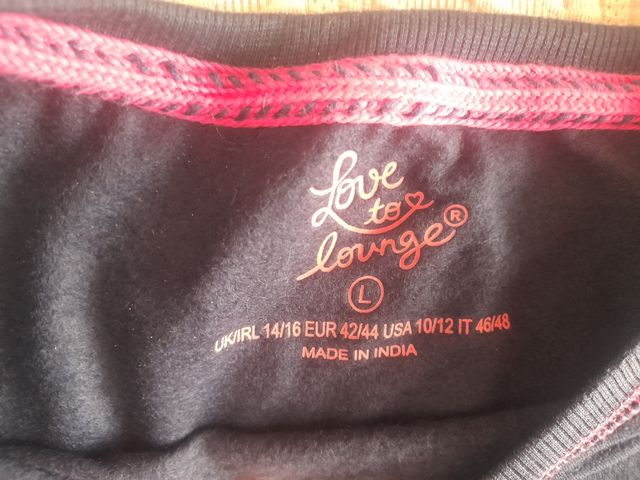 Love
to
lounge®
L
UK/IRL 14/16 EUR 42/44 USA 10/12 IT 46/48
MADE IN INDIA